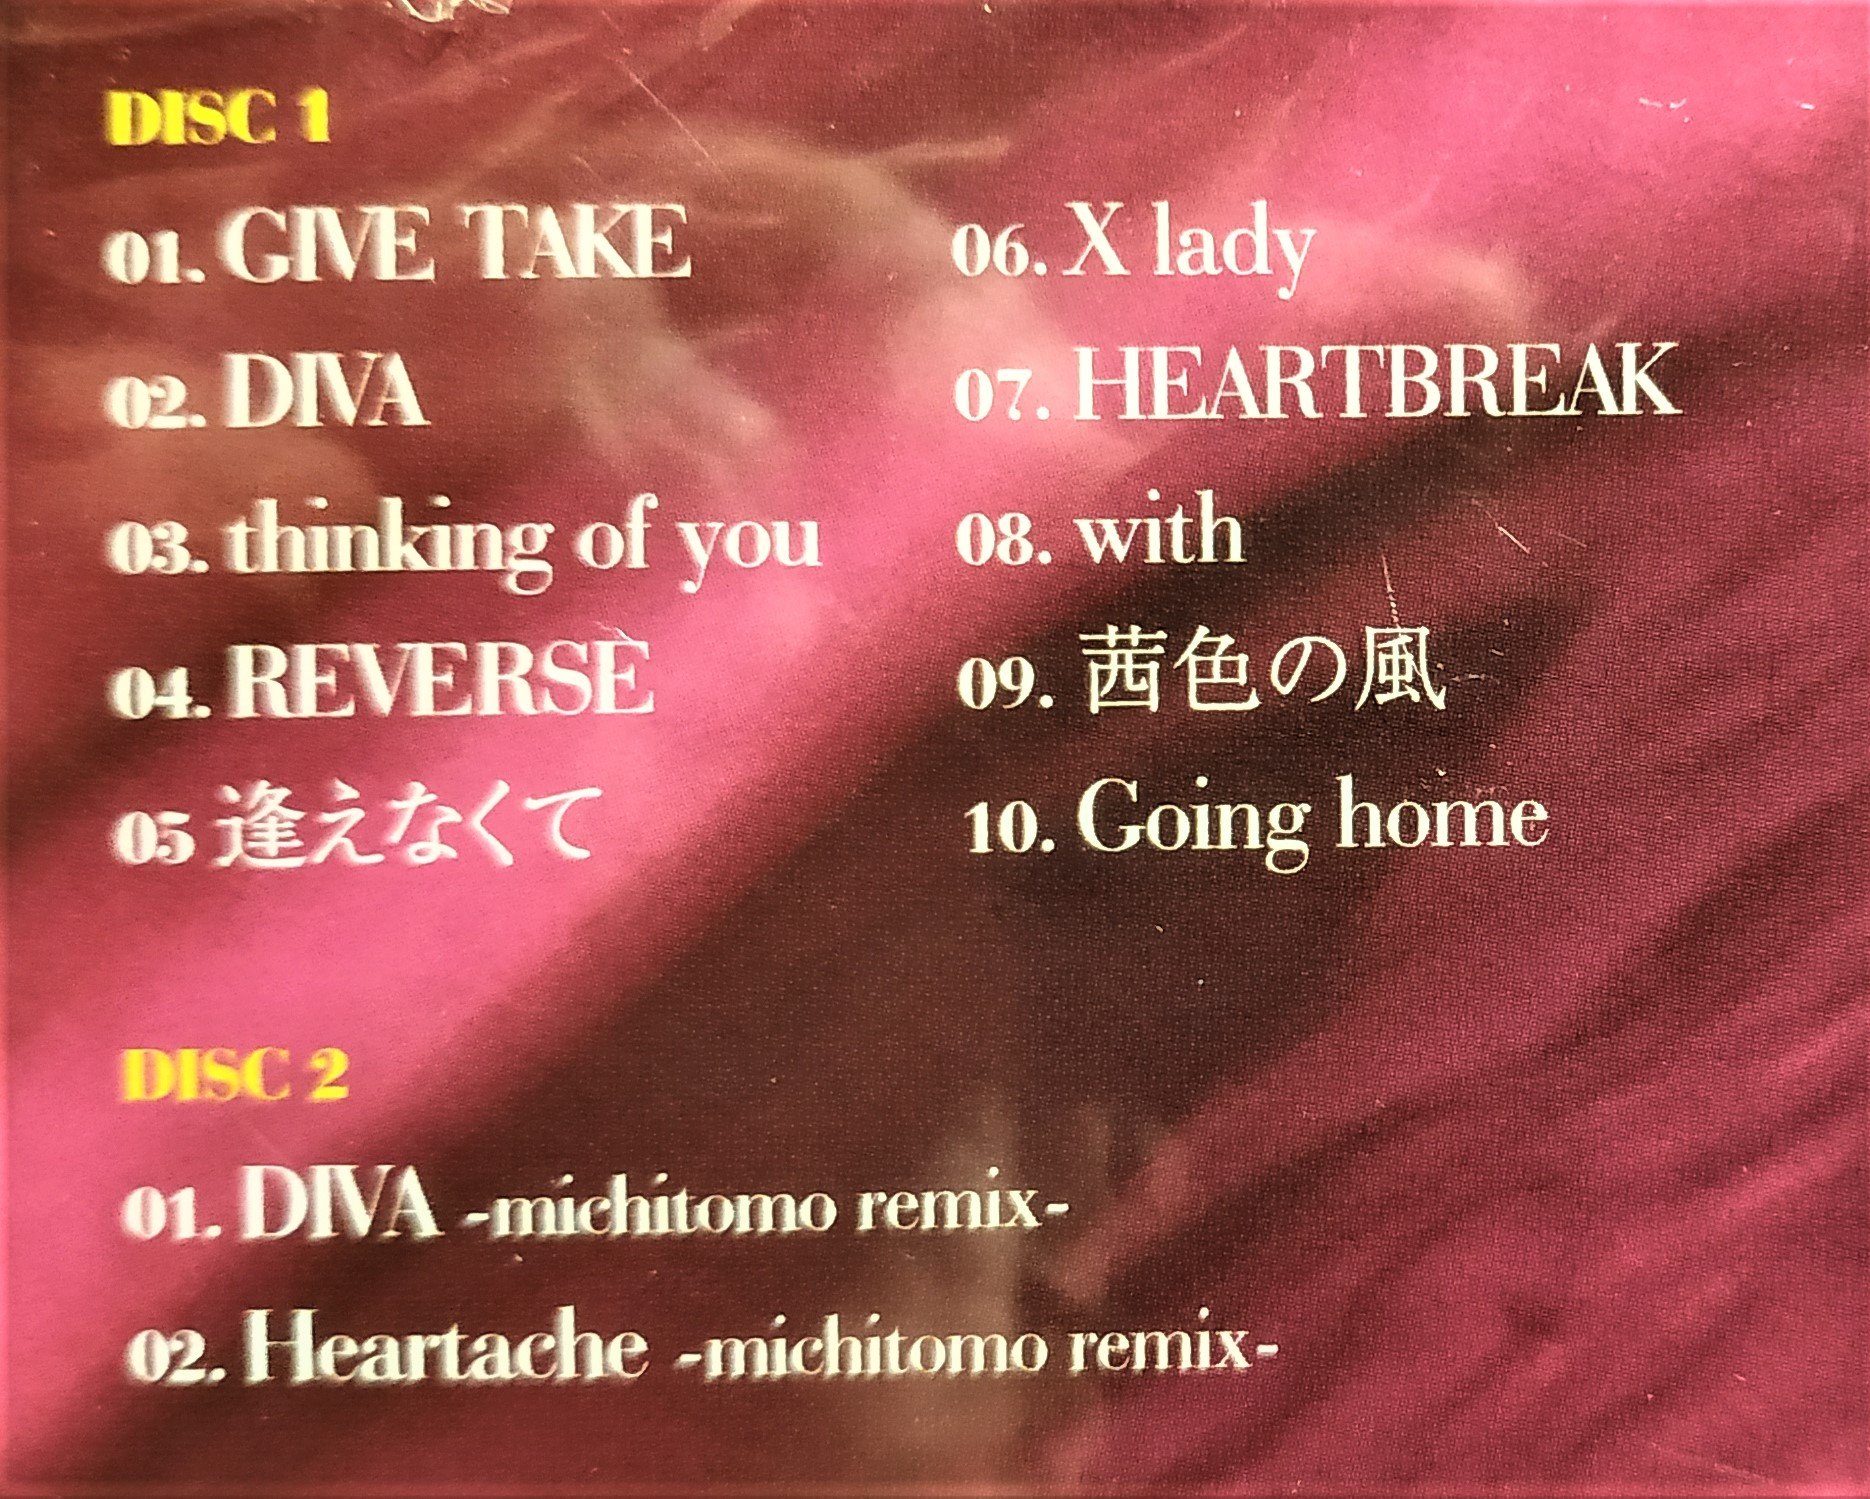 DISC 1
01. GIVE TAKE
02. DIVA
03. thinking of you
04. REVERSE
05 逢えなくて
06. X lady
07. HEARTBREAK
08. with
09. 茜色の風
10. Going home
DISC 2
01. DIVA -michitomo remix-
02. Heartache -michitomo remix-